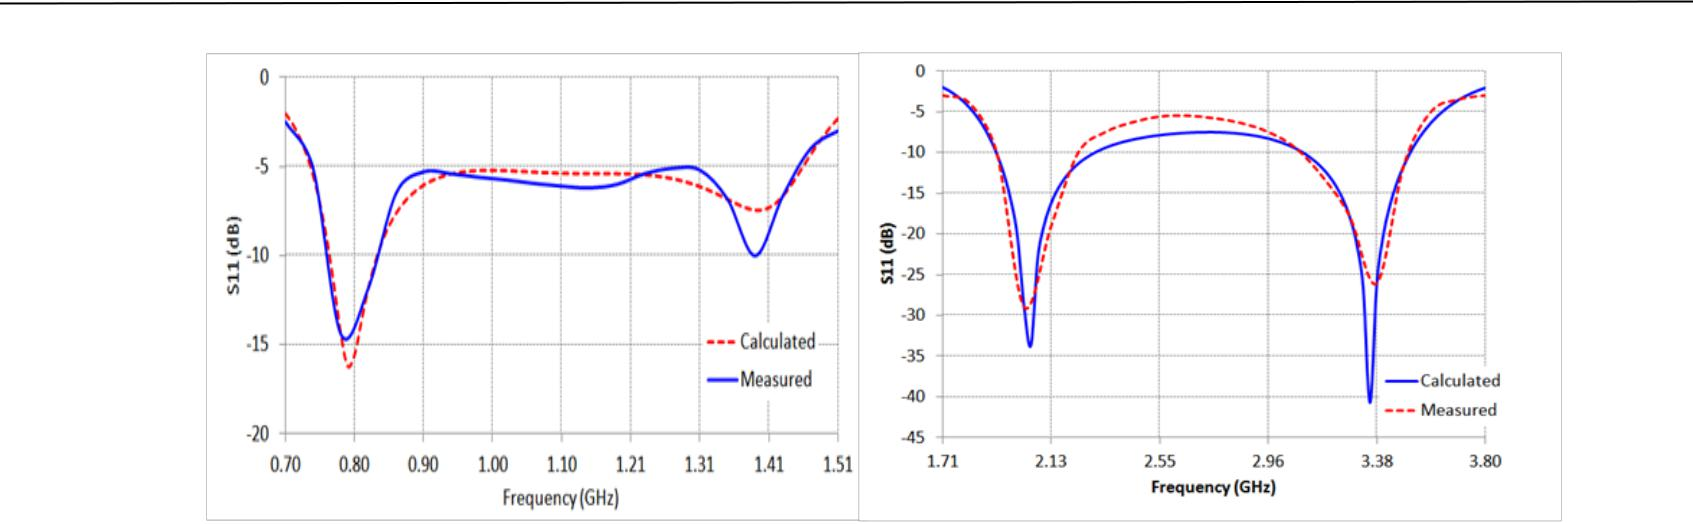 0
-5
-10
-15
-20
S11 (dB)
Calculated
Measured
0.70 0.80 0.90 1.00 1.10 1.21 1.31 1.41 1.51
Frequency (GHz)
0
-5
-10
-15
-20
-25
-30
-35
-40
-45
S11 (dB)
Calculated
Measured
1.71 2.13 2.55 2.96 3.38 3.80
Frequency (GHz)